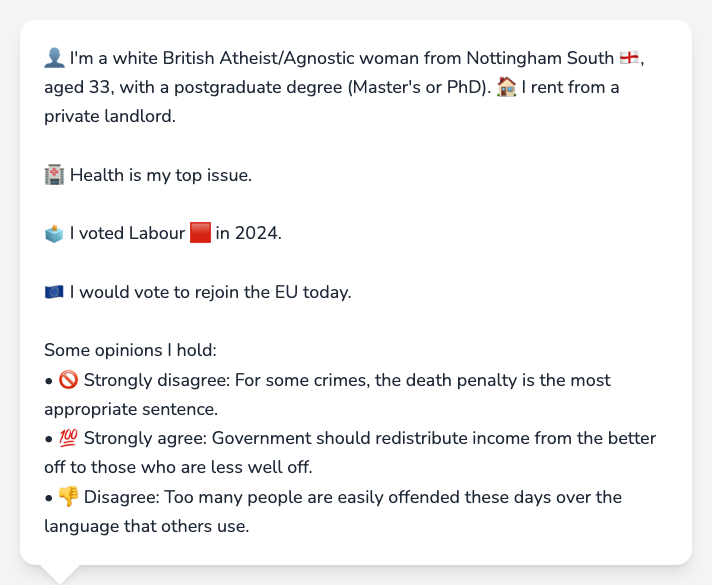 👤 I'm a white British Atheist/Agnostic woman from Nottingham South 🏴󠁧󠁢󠁥󠁮󠁧󠁿,
aged 33, with a postgraduate degree (Master's or PhD). 🏠 I rent from a
private landlord.
🏥 Health is my top issue.
🗳️ I voted Labour 🟥 in 2024.
🇪🇺 I would vote to rejoin the EU today.
Some opinions I hold:
• 🚫 Strongly disagree: For some crimes, the death penalty is the most
appropriate sentence.
• 💯 Strongly agree: Government should redistribute income from the better
off to those who are less well off.
• 👎 Disagree: Too many people are easily offended these days over the
language that others use.